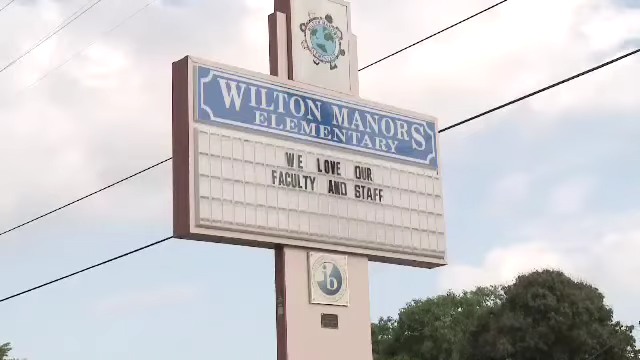 WILTON MANORS
ELEMENTARY
WE LOVE OUR
FACULTY AND STAFF